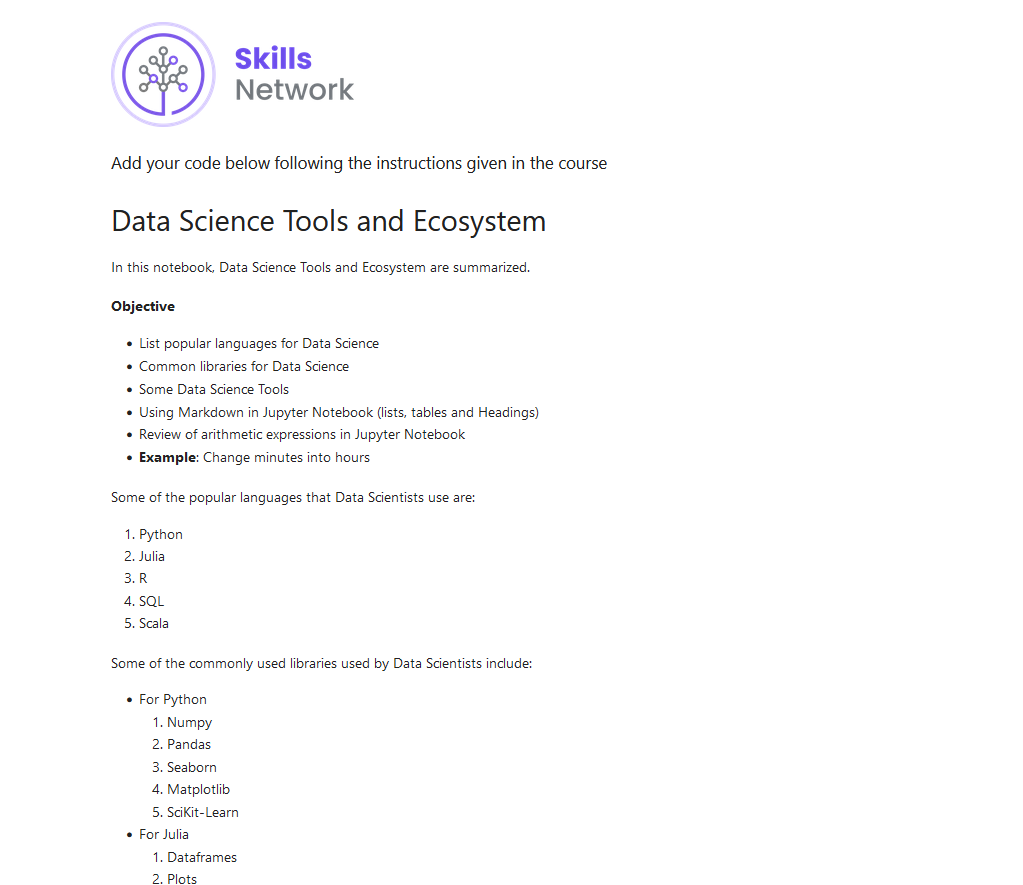 Skills
Network
Add your code below following the instructions given in the course
Data Science Tools and Ecosystem
In this notebook, Data Science Tools and Ecosystem are summarized.
Objective
• List popular languages for Data Science
• Common libraries for Data Science
• Some Data Science Tools
• Using Markdown in Jupyter Notebook (lists, tables and Headings)
• Review of arithmetic expressions in Jupyter Notebook
• Example: Change minutes into hours
Some of the popular languages that Data Scientists use are:
1. Python
2. Julia
3. R
4. SQL
5. Scala
Some of the commonly used libraries used by Data Scientists include:
• For Python
1. Numpy
2. Pandas
3. Seaborn
4. Matplotlib
5. SciKit-Learn
• For Julia
1. Dataframes
2. Plots